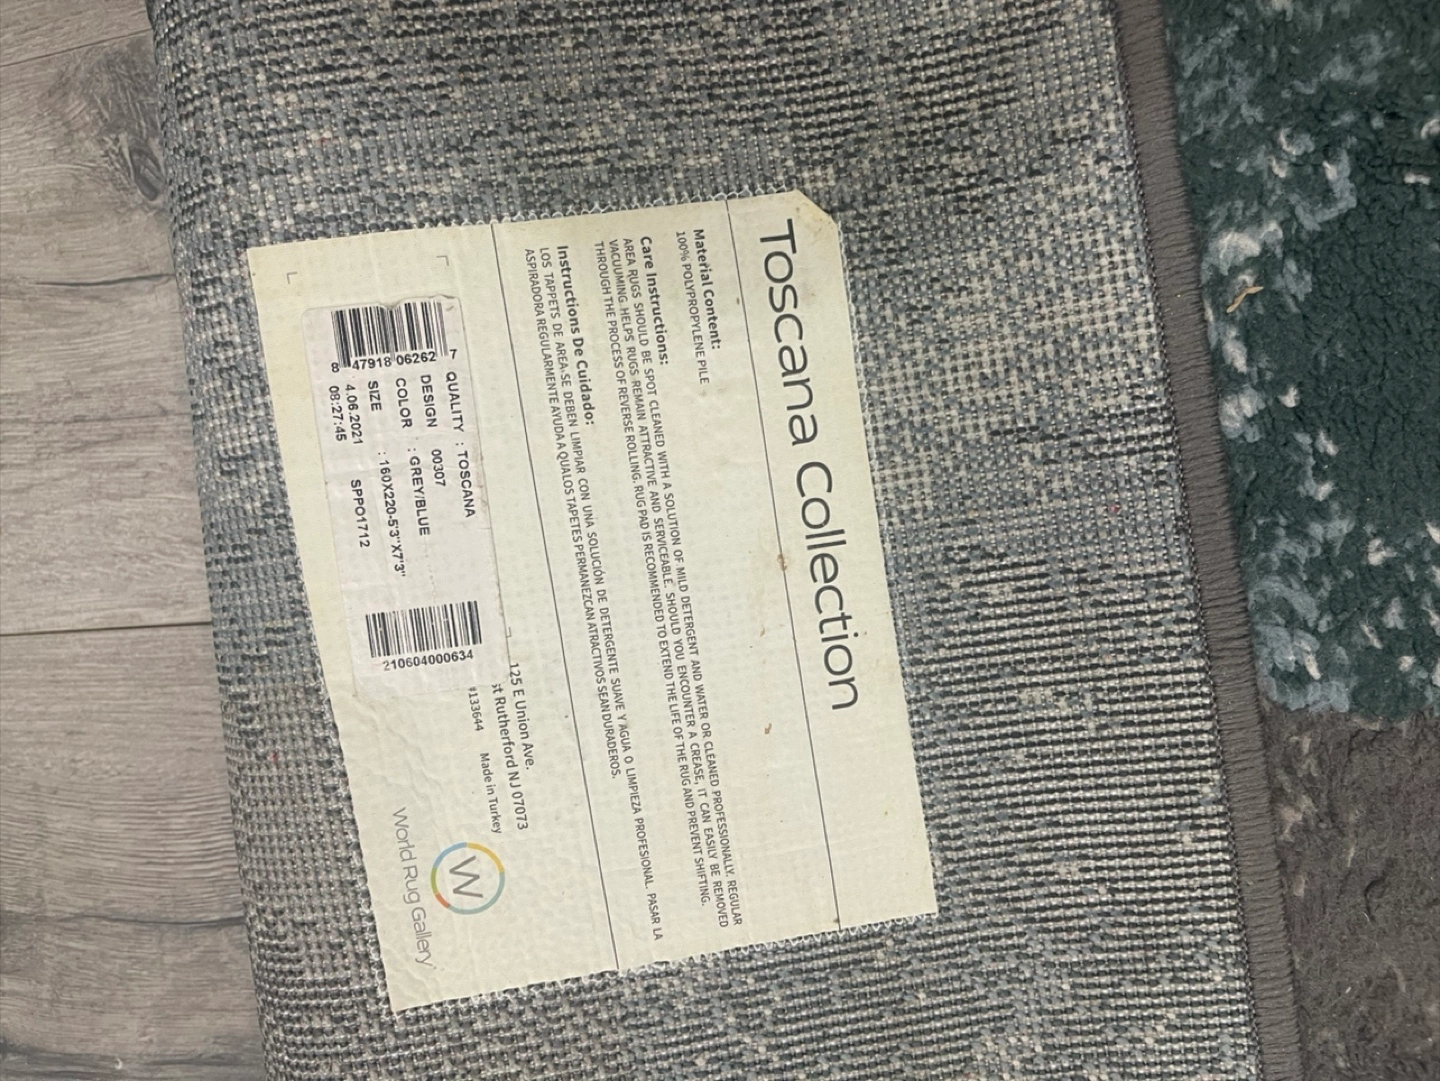 Toscana Collection
Material Content:
100% POLYPROPYLENE PILE
Care Instructions:
AREA RUGS SHOULD BE SPOT CLEANED WITH A SOLUTION OF MILD DETERGENT AND WATER OR CLEANED PROFESSIONALLY. REGULAR
VACUUMING HELPS RUGS REMAIN ATTRACTIVE AND SERVICEABLE. SHOULD YOU ENCOUNTER A CREASE, IT CAN EASILY BE REMOVED
THROUGH THE PROCESS OF REVERSE ROLLING. RUG PAD IS RECOMMENDED TO EXTEND THE LIFE OF THE RUG AND PREVENT SHIFTING.
Instructions De Cuidado:
LOS TAPPETS DE AREA SE DEBEN LIMPIAR CON UNA SOLUCIÓN DE DETERGENTE SUAVE Y AGUA O LIMPIEZA PROFESIONAL. PASAR LA
ASPIRADORA REGULARMENTE AYUDA A QUALOS TAPETES PERMANEZCAN ATRACTIVOS SEAN DURADEROS.
125 E Union Ave.
st Rutherford NJ 07073
#133644 Made in Turkey
W
World Rug Gallery
8 47918 06262 7
QUALITY : TOSCANA
DESIGN 00307
COLOR : GREY/BLUE
SIZE : 160X220-5'3"X7'3"
4.06.2021 SPPO1712
08:27:45
210604000634